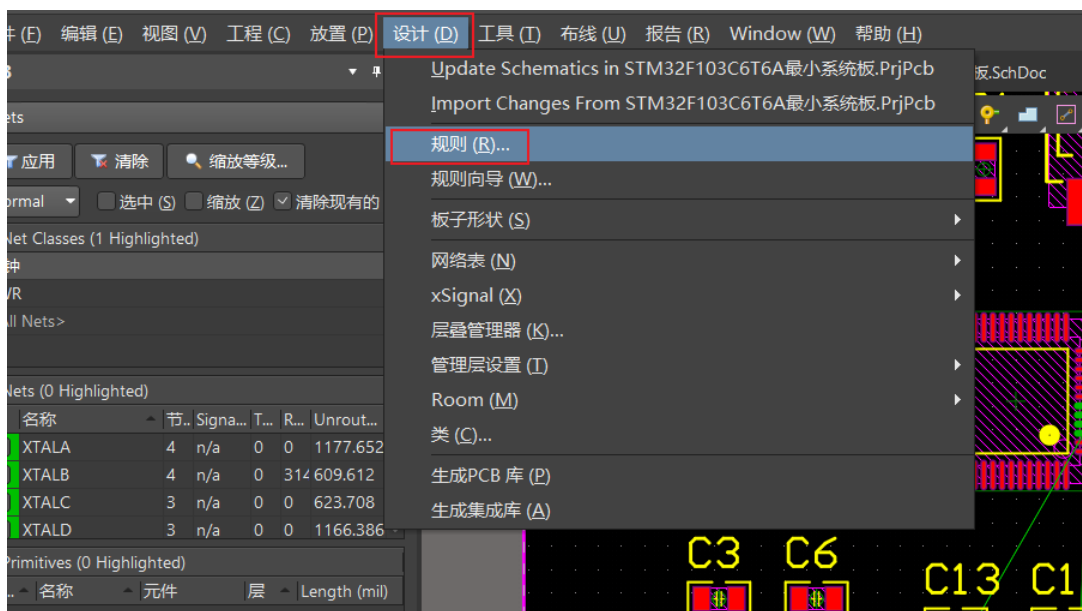 (F) 编辑 (E) 视图 (V) 工程 (C) 放置 (P) 设计 (D) 工具 (T) 布线 (U) 报告 (R) Window (W) 帮助 (H)
Update Schematics in STM32F103C6T6A最小系统板.PrjPcb
板.SchDoc
Import Changes From STM32F103C6T6A最小系统板.PrjPcb
规则 (R)...
应用 清除 缩放等级...
规则向导 (W)...
选中 (S) 缩放 (Z) 清除现有的
板子形状 (S)
Net Classes (1 Highlighted)
网络表 (N)
钟
xSignal (X)
All Nets>
层叠管理器 (K)...
管理层设置 (T)
Nets (0 Highlighted)
Room (M)
名称 节.. Signa... T... R... Unrout...
类 (C)...
XTALA 4 n/a 0 0 1177.652
XTALB 4 n/a 0 314 609.612
生成PCB 库 (P)
XTALC 3 n/a 0 0 623.708
生成集成库 (A)
XTALD 3 n/a 0 0 1166.386
Primitives (0 Highlighted)
C3 C6
.. 名称 元件 层 Length (mil)
C13 C1